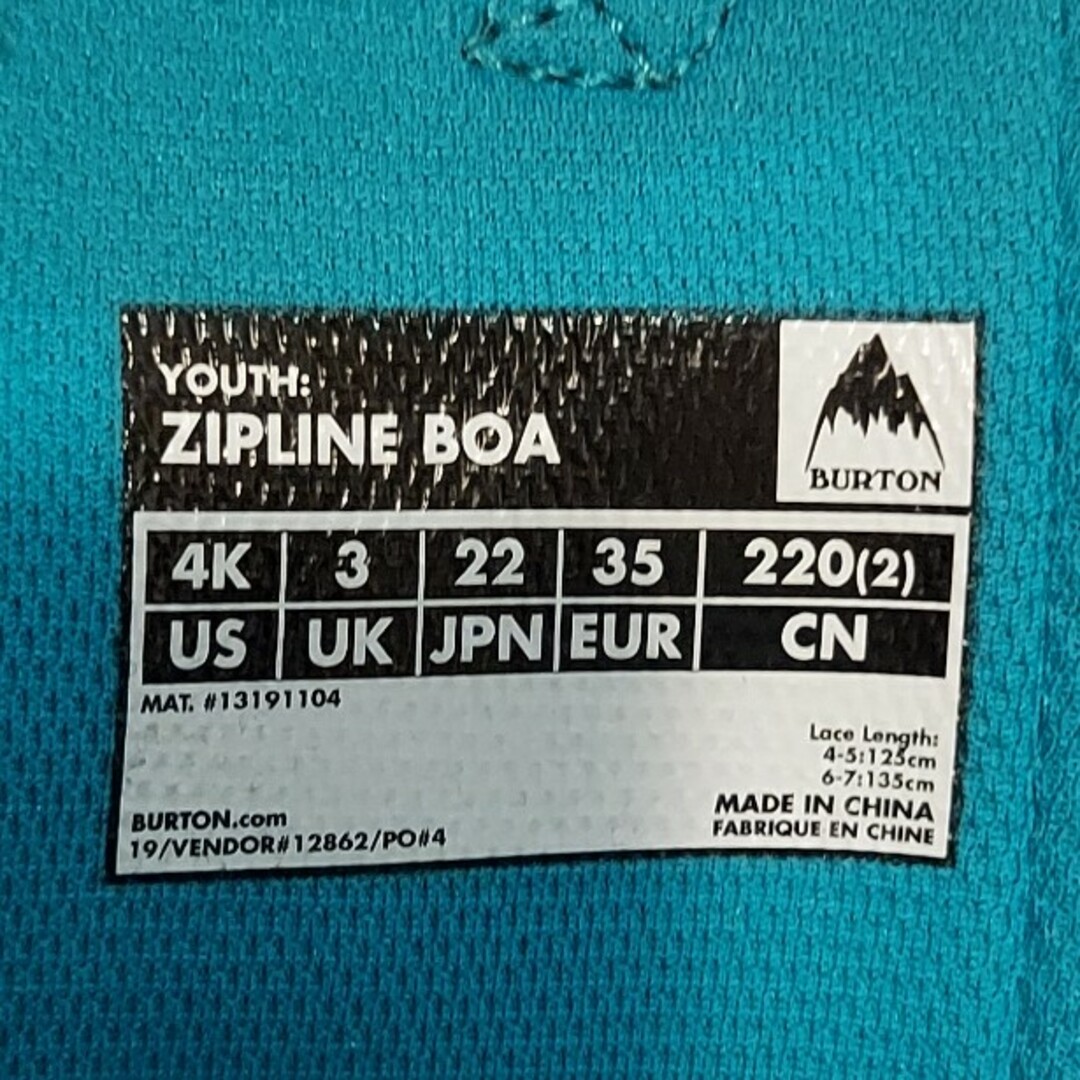 YOUTH:
ZIPLINE BOA
BURTON
4K 3 22 35 220(2)
US UK JPN EUR CN
MAT. #13191104
Lace Length:
4-5:125cm
6-7:135cm
MADE IN CHINA
FABRIQUE EN CHINE
BURTON.com
19/VENDOR#12862/PO#4